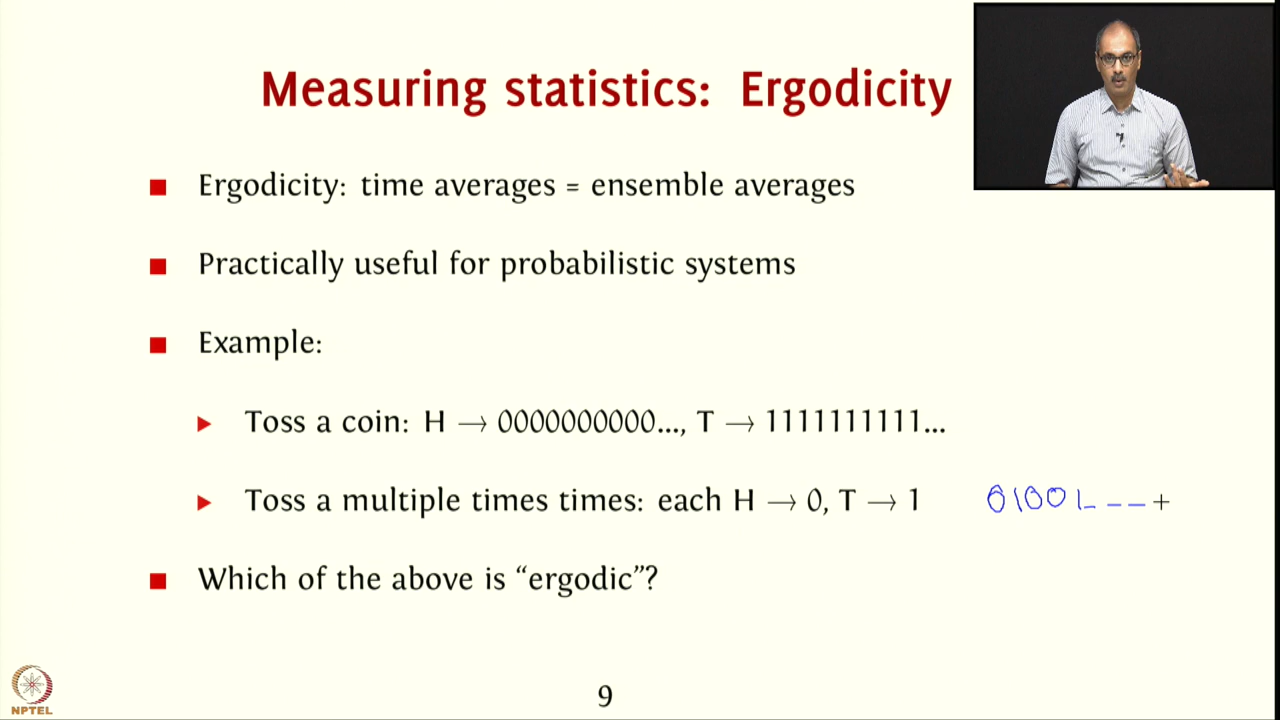 Measuring statistics: Ergodicity
Ergodicity: time averages = ensemble averages
Practically useful for probabilistic systems
Example:
Toss a coin: H → 0000000000..., T → 1111111111...
Toss a multiple times times: each H → 0, T → 1 01001 _ _ _
Which of the above is “ergodic”?
9
NPTEL